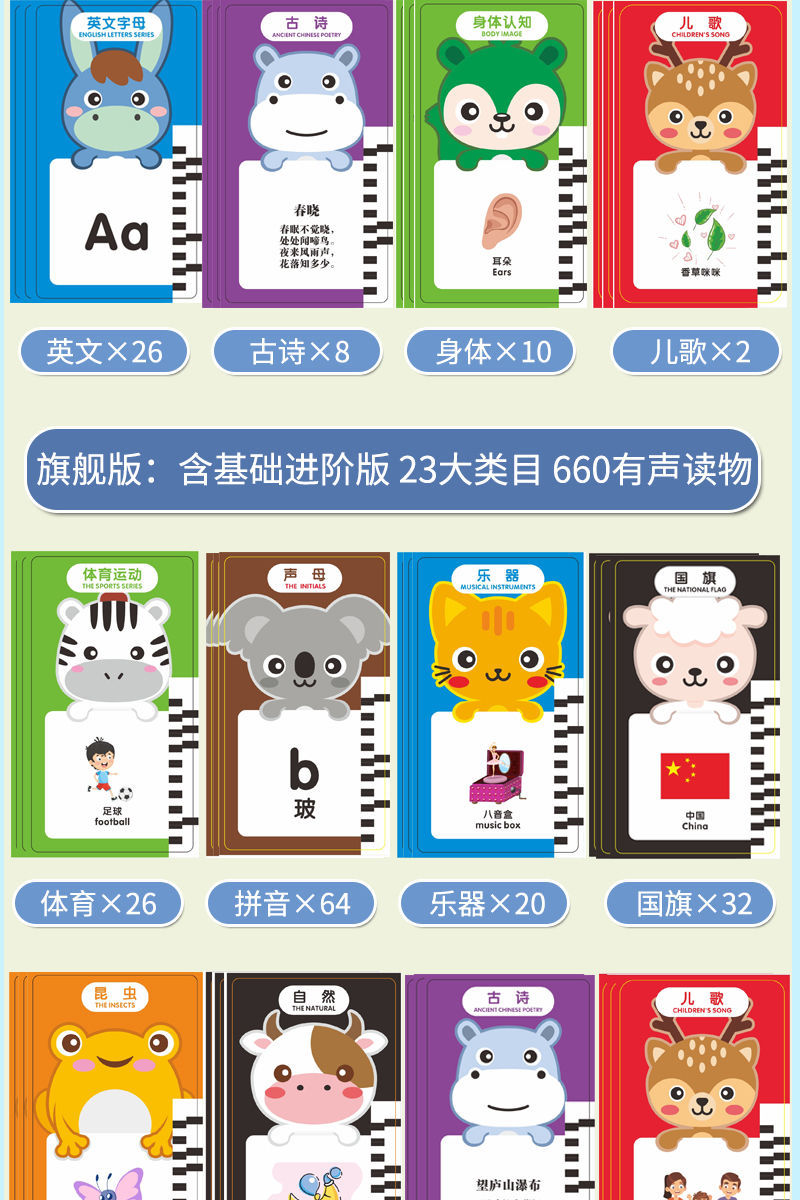 英文字母
ENGLISH LETTERS SERIES
古 诗
ANCIENT CHINESE POETRY
身体认知
BODY IMAGE
儿 歌
CHILDREN'S SONG
Aa
春晓
春眠不觉晓，
处处闻啼鸟。
夜来风雨声，
花落知多少。
耳朵
Ears
香草咪咪
英文×26
古诗×8
身体×10
儿歌×2
旗舰版：含基础进阶版 23大类目 660有声读物
体育运动
THE SPORTS SERIES
声 母
THE INITIALS
乐 器
MUSICAL INSTRUMENTS
国 旗
THE NATIONAL FLAG
足球
football
b
玻
八音盒
music box
中国
China
体育×26
拼音×64
乐器×20
国旗×32
昆 虫
THE INSECTS
自 然
THE NATURAL
古 诗
ANCIENT CHINESE POETRY
儿 歌
CHILDREN'S SONG
望庐山瀑布